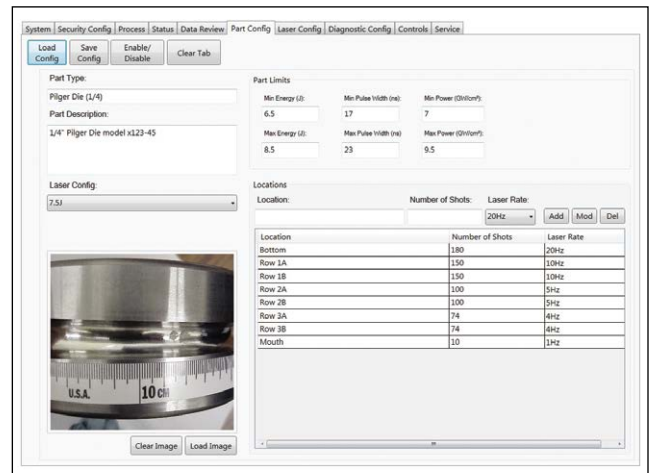 System Security Config Process Status Data Review Part Config Laser Config Diagnostic Config Controls Service
Load Config Save Config Enable/ Disable Clear Tab
Part Type:
Pilger Die (1/4)
Part Description:
1/4" Pilger Die model x123-45
Laser Config:
7.5J
U.S.A. 10 CM
Clear Image Load Image
Part Limits
Min Energy (J): Min Pulse Width (ns): Min Power (GW/cm²):
6.5 17 7
Max Energy (J): Max Pulse Width (ns) Max Power (GW/cm²):
8.5 23 9.5
Locations
Location: Number of Shots: Laser Rate:
20Hz Add Mod Del
Location Number of Shots Laser Rate
Bottom 180 20Hz
Row 1A 150 10Hz
Row 1B 150 10Hz
Row 2A 100 5Hz
Row 2B 100 5Hz
Row 3A 74 4Hz
Row 3B 74 4Hz
Mouth 10 1Hz